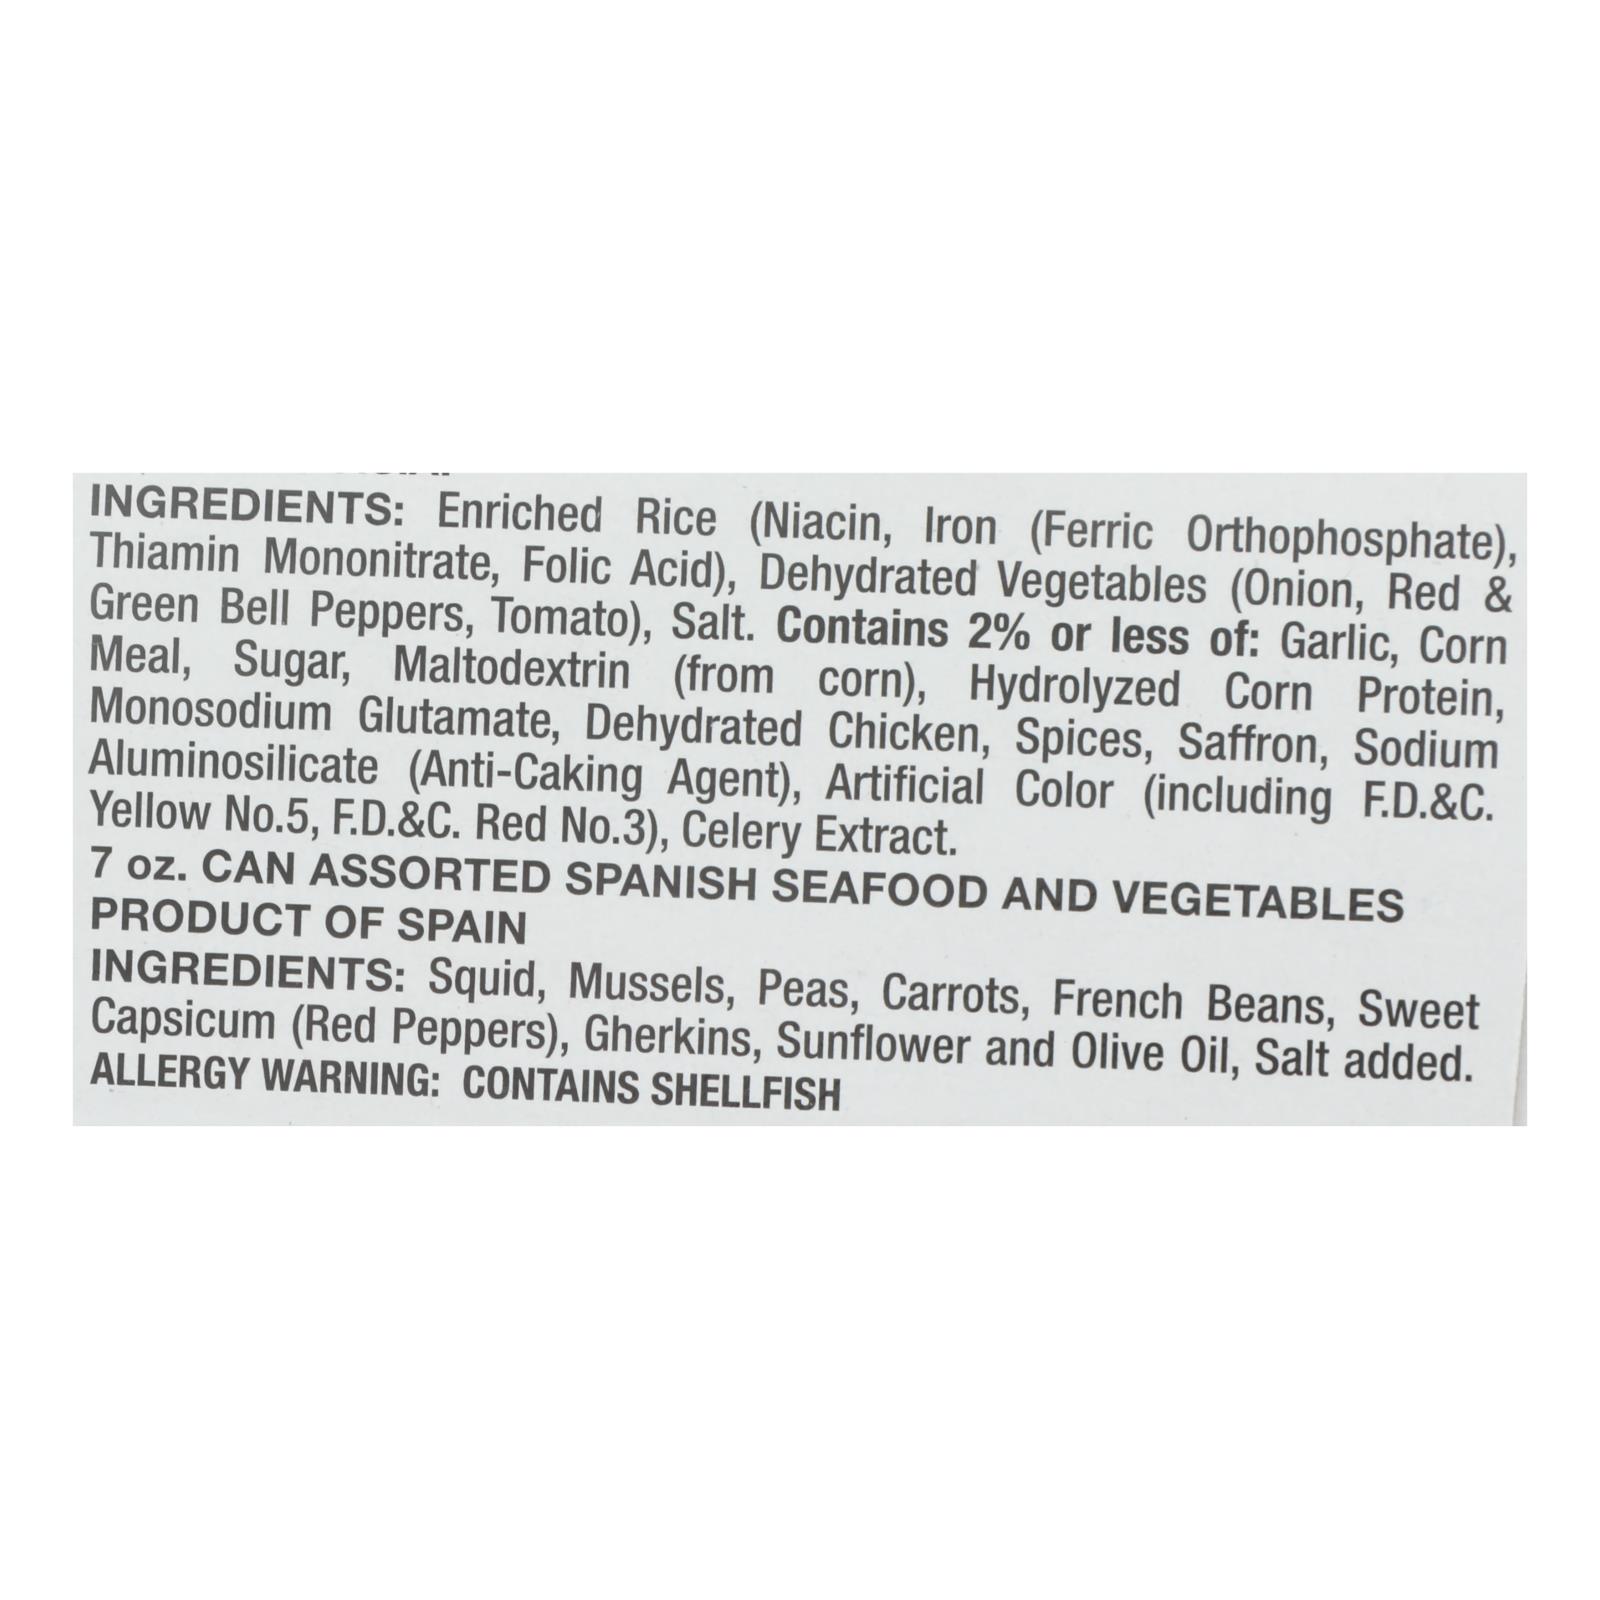 INGREDIENTS: Enriched Rice (Niacin, Iron (Ferric Orthophosphate),
Thiamin Mononitrate, Folic Acid), Dehydrated Vegetables (Onion, Red &
Green Bell Peppers, Tomato), Salt. Contains 2% or less of: Garlic, Corn
Meal, Sugar, Maltodextrin (from corn), Hydrolyzed Corn Protein,
Monosodium Glutamate, Dehydrated Chicken, Spices, Saffron, Sodium
Aluminosilicate (Anti-Caking Agent), Artificial Color (including F.D.&C.
Yellow No.5, F.D.&C. Red No.3), Celery Extract.
7 oz. CAN ASSORTED SPANISH SEAFOOD AND VEGETABLES
PRODUCT OF SPAIN
INGREDIENTS: Squid, Mussels, Peas, Carrots, French Beans, Sweet
Capsicum (Red Peppers), Gherkins, Sunflower and Olive Oil, Salt added.
ALLERGY WARNING: CONTAINS SHELLFISH